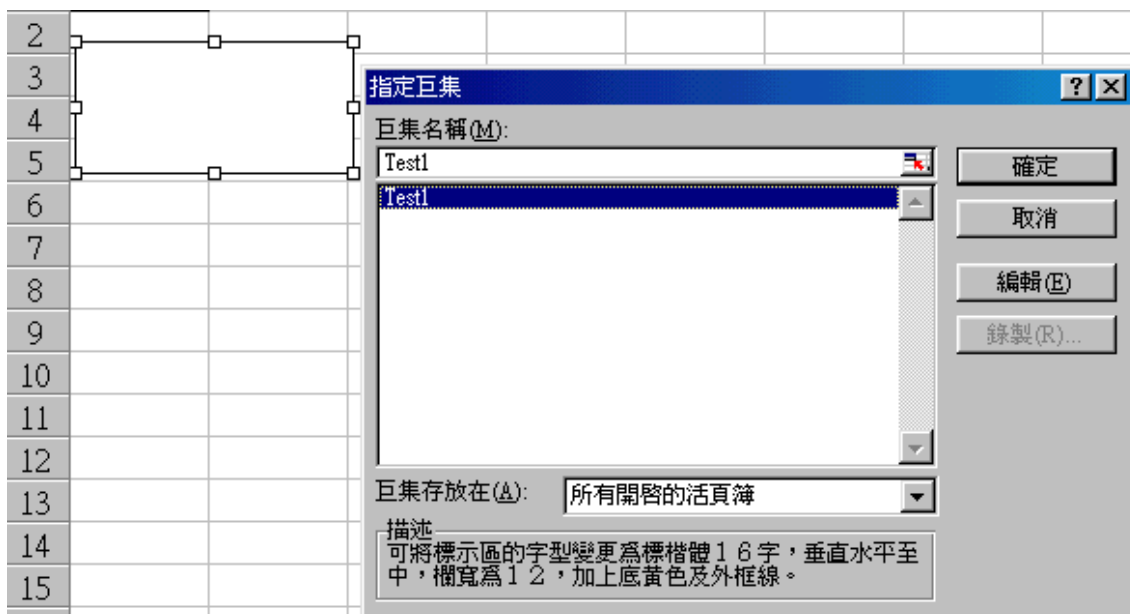 2
3
4
5
6
7
8
9
10
11
12
13
14
15
指定巨集
?
巨集名稱(M):
Test1
確定
Test1
取消
編輯(E)
錄製(R)...
巨集存放在(A):
所有開啓的活頁簿
描述
可將標示區的字型變更爲標楷體１６字，垂直水平至
中，欄寬爲１２，加上底黃色及外框線。